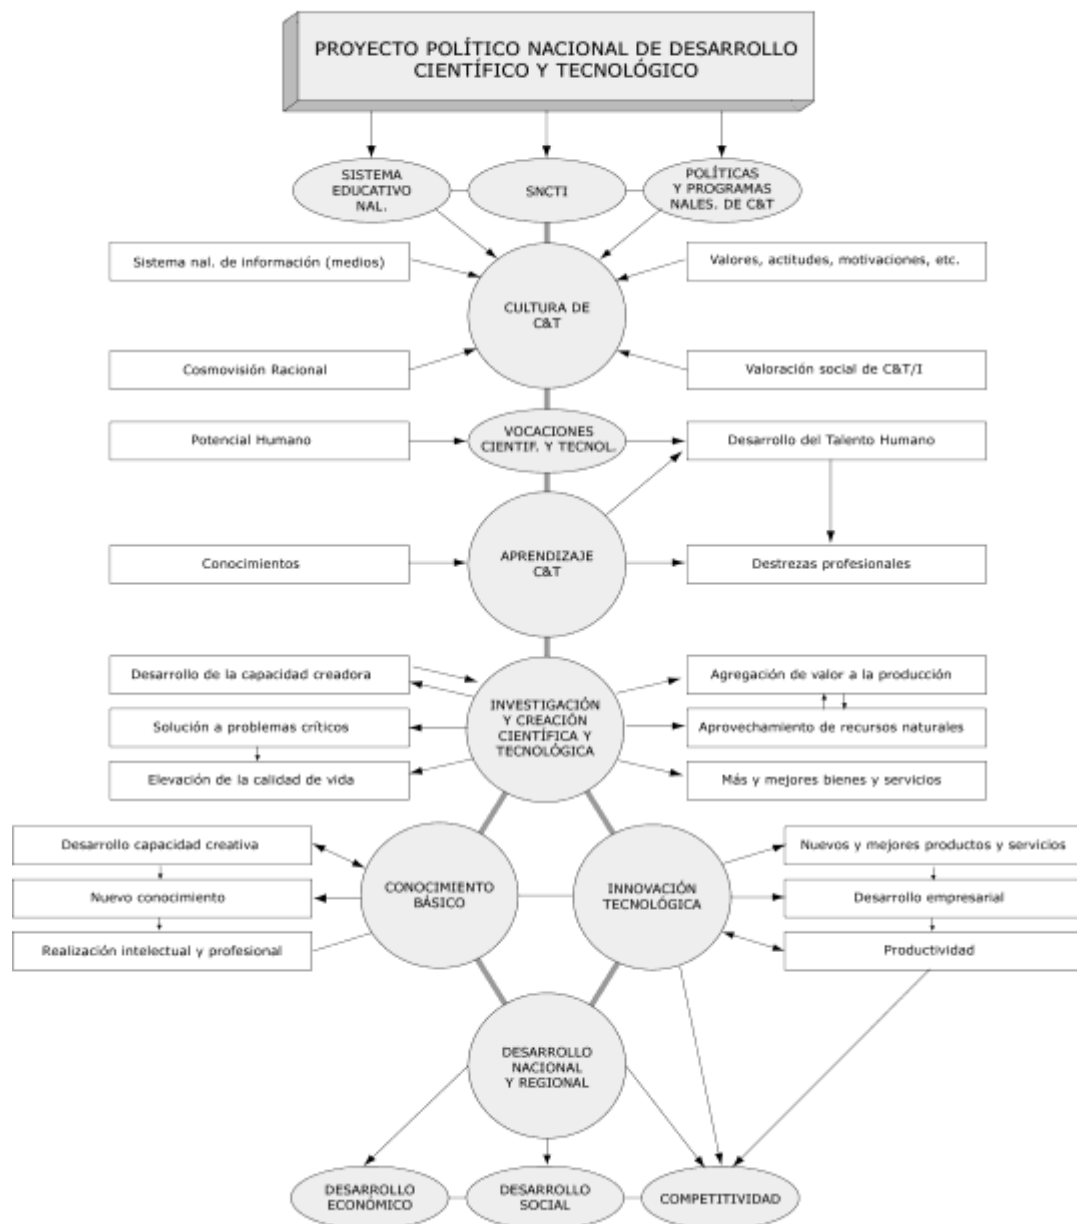 PROYECTO POLÍTICO NACIONAL DE DESARROLLO
CIENTÍFICO Y TECNOLÓGICO
SISTEMA
EDUCATIVO
NAL.
SNCTI
POLÍTICAS
Y PROGRAMAS
NALES. DE C&T
Sistema nal. de información (medios)
Valores, actitudes, motivaciones, etc.
CULTURA DE
C&T
Cosmovisión Racional
Valoración social de C&T/I
Potencial Humano
VOCACIONES
CIENTIF. Y TECNOL.
Desarrollo del Talento Humano
Conocimientos
APRENDIZAJE
C&T
Destrezas profesionales
Desarrollo de la capacidad creadora
Solución a problemas críticos
Elevación de la calidad de vida
INVESTIGACIÓN
Y CREACIÓN
CIENTÍFICA Y
TECNOLÓGICA
Agregación de valor a la producción
Aprovechamiento de recursos naturales
Más y mejores bienes y servicios
Desarrollo capacidad creativa
Nuevo conocimiento
Realización intelectual y profesional
CONOCIMIENTO
BÁSICO
INNOVACIÓN
TECNOLÓGICA
Nuevos y mejores productos y servicios
Desarrollo empresarial
Productividad
DESARROLLO
NACIONAL
Y REGIONAL
DESARROLLO
ECONÓMICO
DESARROLLO
SOCIAL
COMPETITIVIDAD